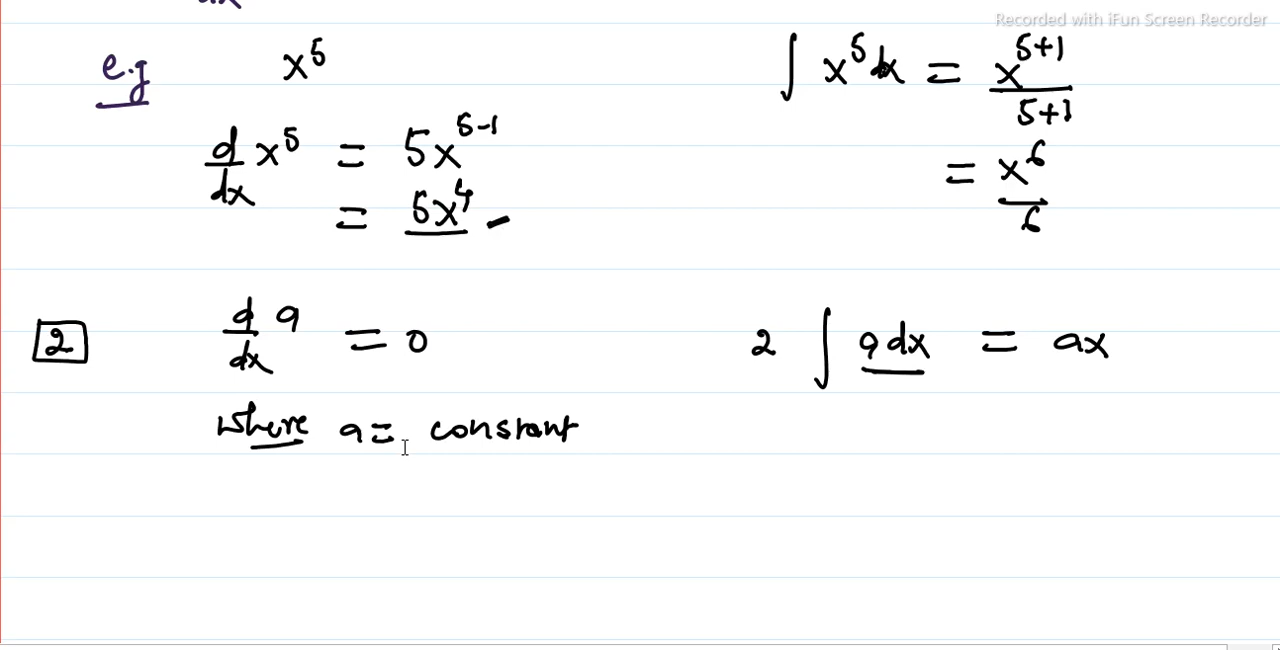 dx
Recorded with iFun Screen Recorder
e.g x^5
∫ x^5 dx = x^(5+1)/(5+1)
d/dx x^5 = 5x^(5-1)
= x^6/6
= 5x^4
2 d/dx a = 0
2 ∫ a dx = ax
where a = constant